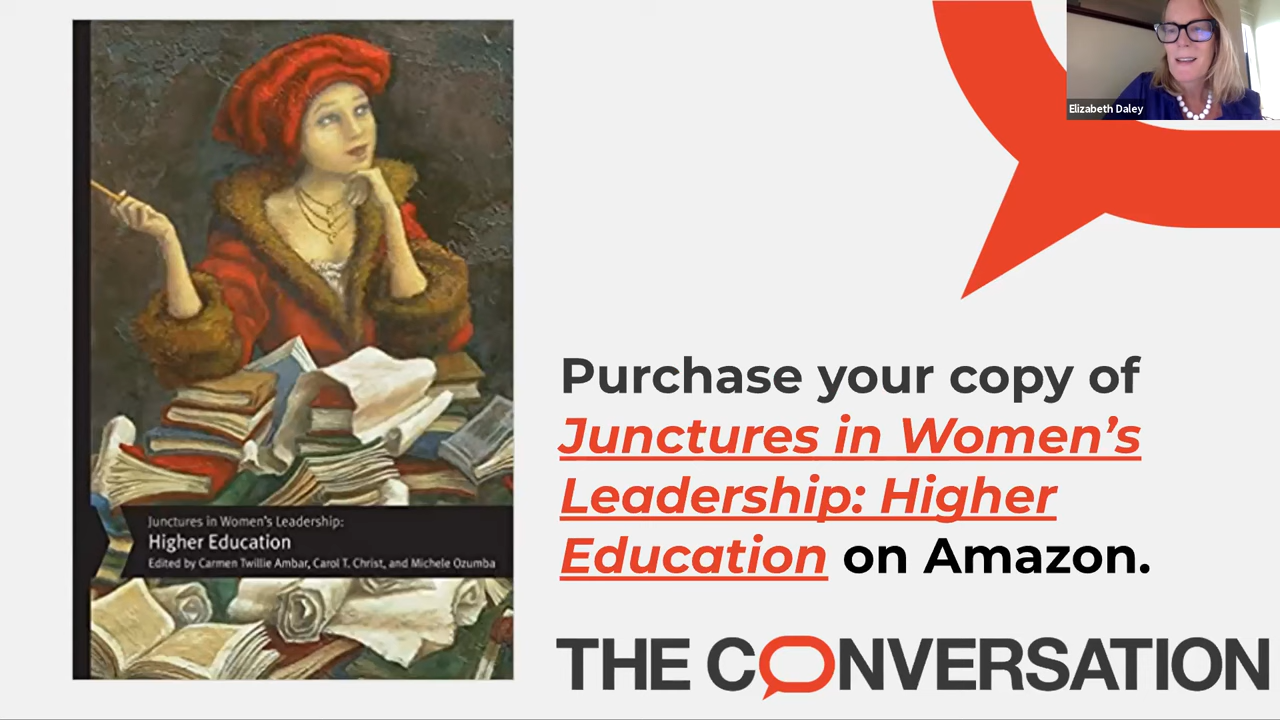 Elizabeth Daley
Junctures in Women's Leadership:
Higher Education
Edited by Carmen Twillie Ambar, Carol T. Christ, and Michele Ozumba
Purchase your copy of
Junctures in Women’s
Leadership: Higher
Education on Amazon.
THE CONVERSATION